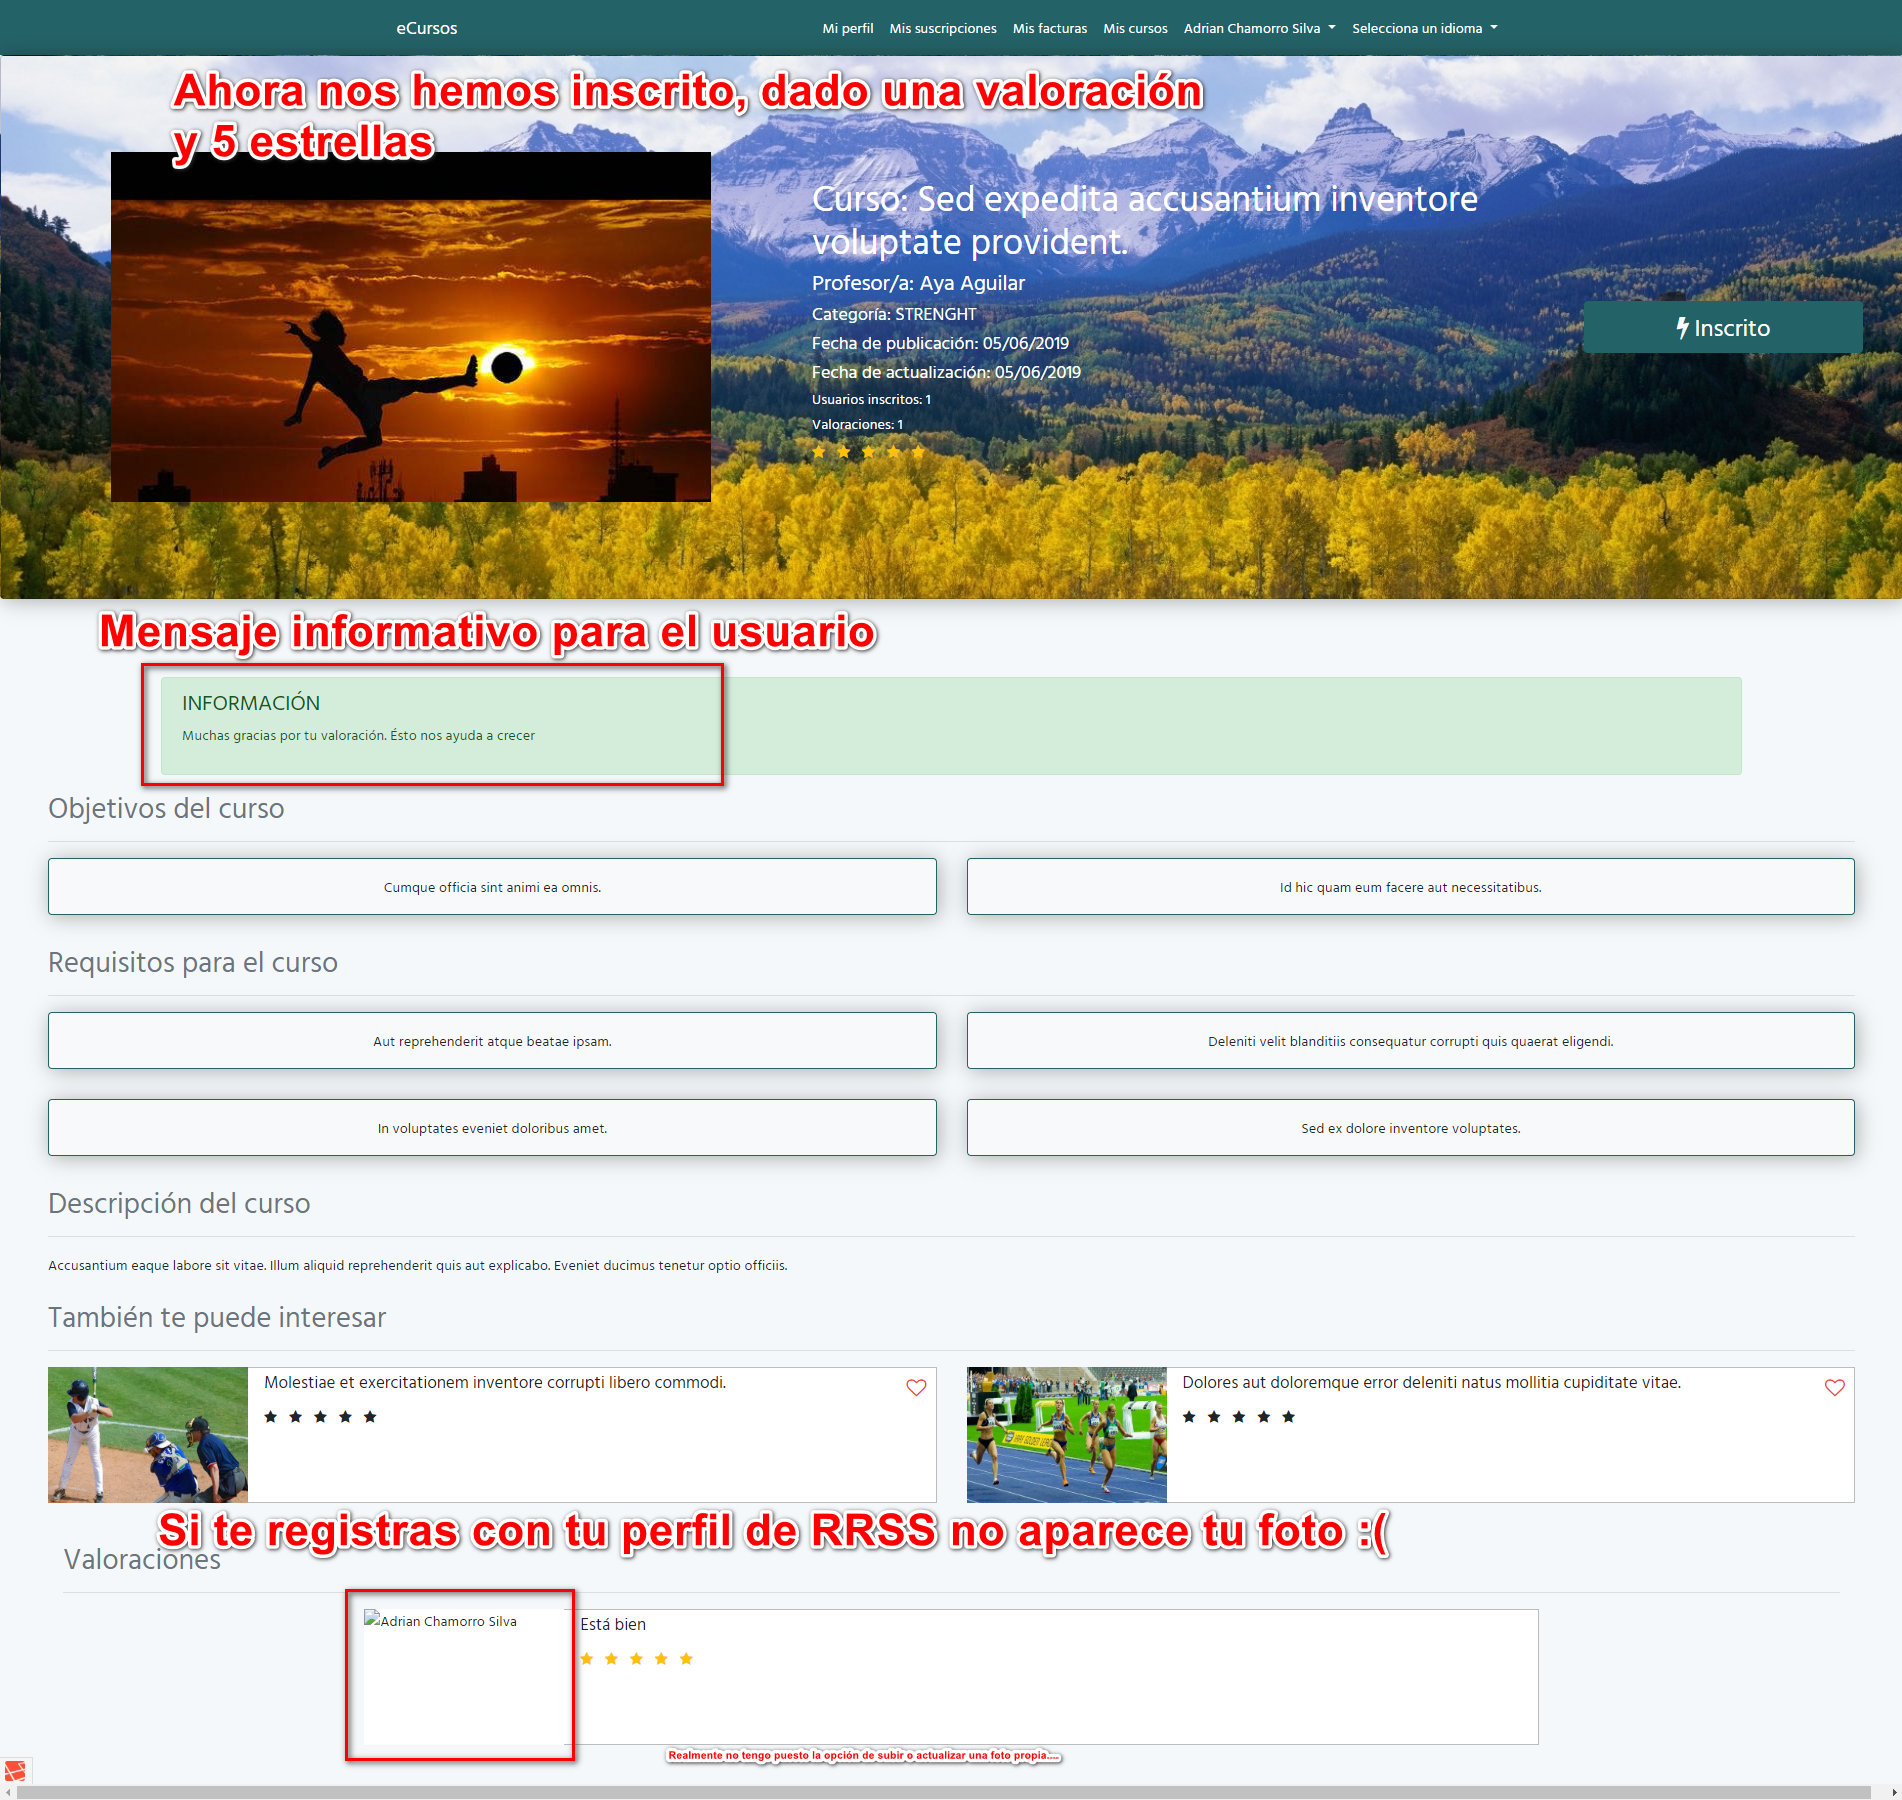 eCursos
Mi perfil Mis suscripciones Mis facturas Mis cursos Adrian Chamorro Silva Selecciona un idioma
Ahora nos hemos inscrito, dado una valoración
y 5 estrellas
Curso: Sed expedita accusantium inventore
voluptate provident.
Profesor/a: Aya Aguilar
Categoría: STRENGHT
Fecha de publicación: 05/06/2019
Fecha de actualización: 05/06/2019
Usuarios inscritos: 1
Valoraciones: 1
Inscrito
Mensaje informativo para el usuario
INFORMACIÓN
Muchas gracias por tu valoración. Ésto nos ayuda a crecer
Objetivos del curso
Cumque officia sint animi ea omnis.
Id hic quam eum facere aut necessitatibus.
Requisitos para el curso
Aut reprehenderit atque beatae ipsam.
Deleniti velit blanditiis consequatur corrupti quis quaerat eligendi.
In voluptates eveniet doloribus amet.
Sed ex dolore inventore voluptates.
Descripción del curso
Accusantium eaque labore sit vitae. Illum aliquid reprehenderit quis aut explicabo. Eveniet ducimus tenetur optio officiis.
También te puede interesar
Molestiae et exercitationem inventore corrupti libero commodi.
Dolores aut doloremque error deleniti natus mollitia cupiditate vitae.
Si te registras con tu perfil de RRSS no aparece tu foto :(
Valoraciones
Adrian Chamorro Silva
Está bien
Realmente no tengo puesto la opción de subir o actualizar una foto propia....